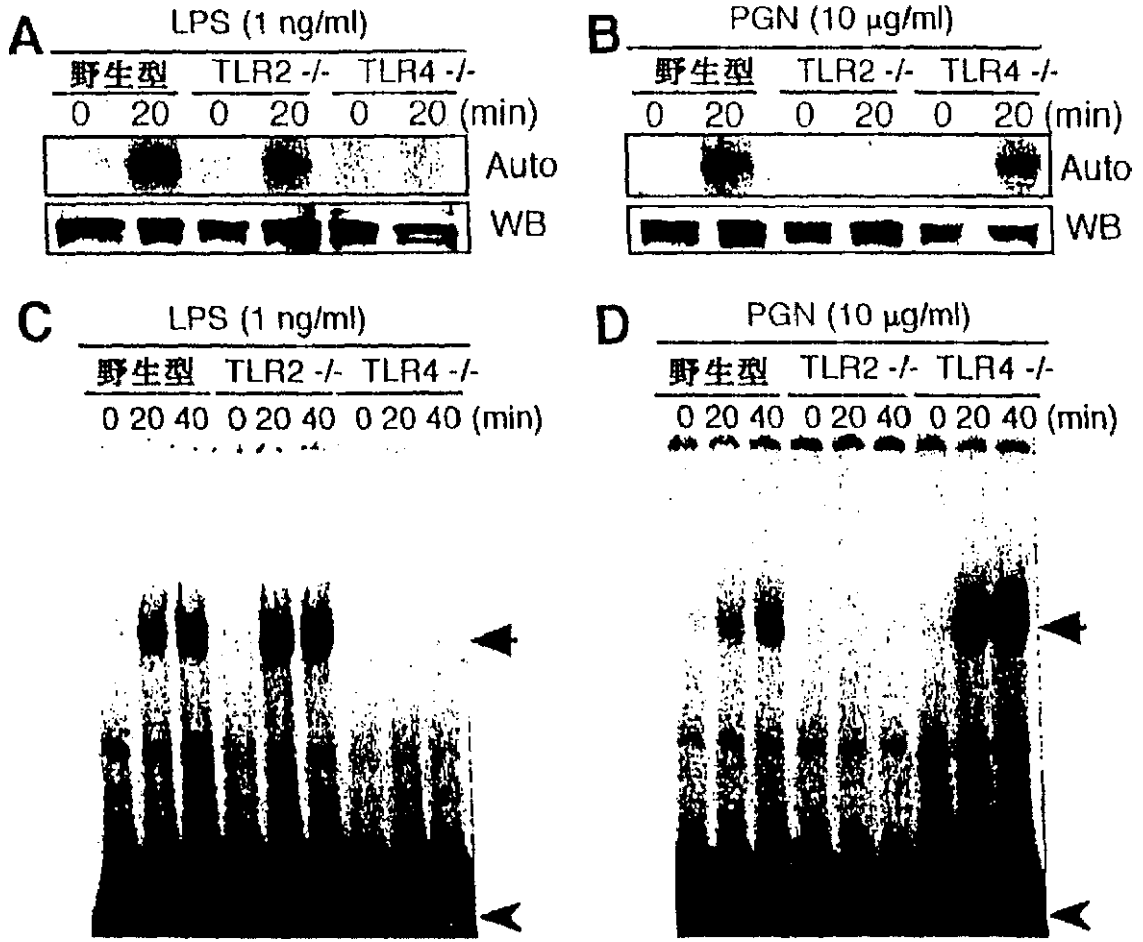 A
LPS (1 ng/ml)
野生型 TLR2 -/- TLR4 -/-
0 20 0 20 0 20 (min)
Auto
WB
B
PGN (10 μg/ml)
野生型 TLR2 -/- TLR4 -/-
0 20 0 20 0 20 (min)
Auto
WB
C
LPS (1 ng/ml)
野生型 TLR2 -/- TLR4 -/-
0 20 40 0 20 40 0 20 40 (min)
D
PGN (10 μg/ml)
野生型 TLR2 -/- TLR4 -/-
0 20 40 0 20 40 0 20 40 (min)